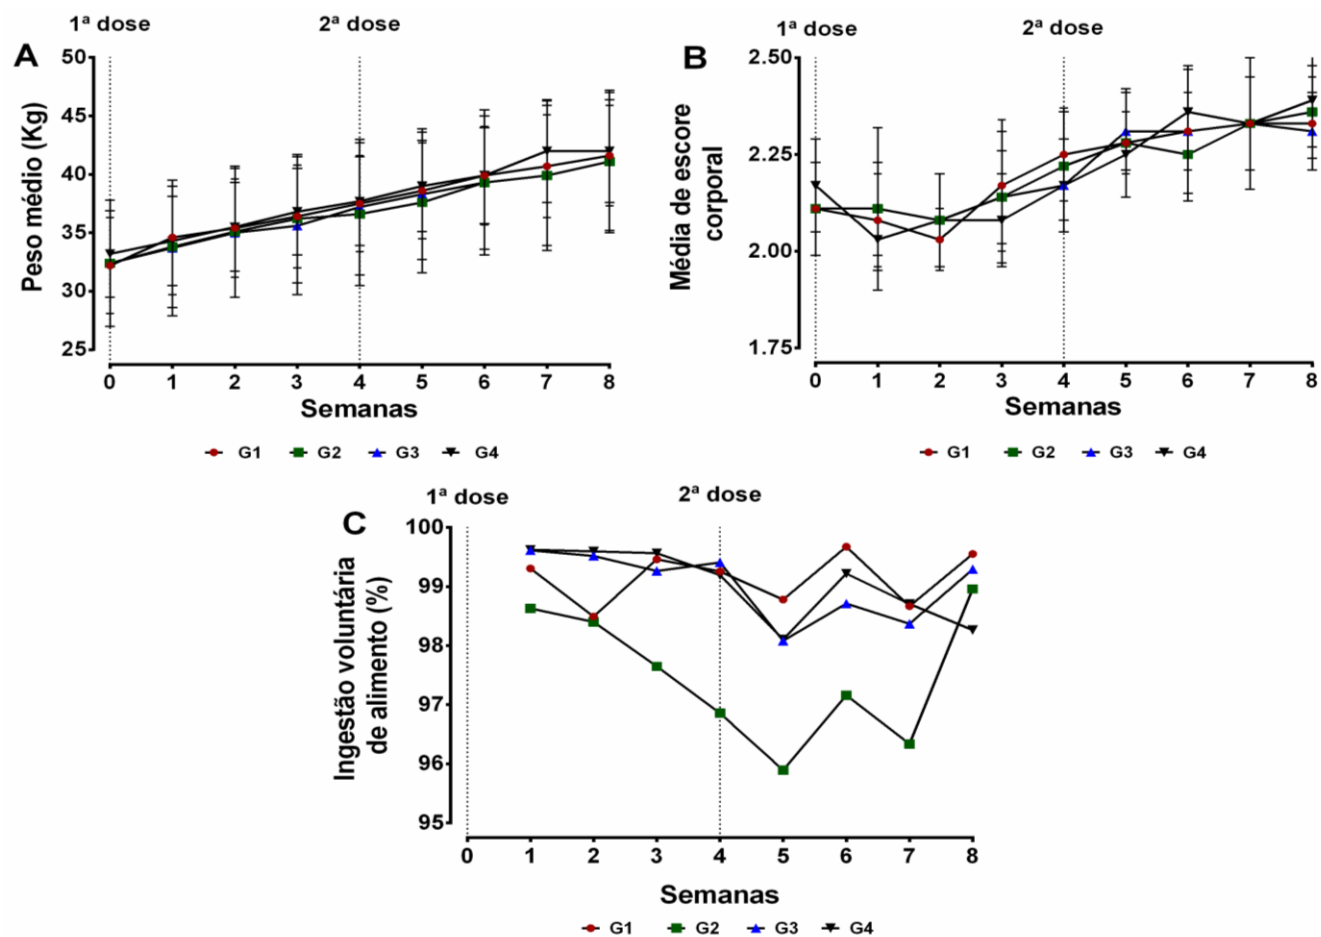 1ª dose 2ª dose
A
Peso médio (Kg)
50
45
40
35
30
25
0 1 2 3 4 5 6 7 8
Semanas
G1 G2 G3 G4
1ª dose 2ª dose
B
Média de escore
corporal
2.50
2.25
2.00
1.75
0 1 2 3 4 5 6 7 8
Semanas
G1 G2 G3 G4
1ª dose 2ª dose
C
Ingestão voluntária
de alimento (%)
100
99
98
97
96
95
0 1 2 3 4 5 6 7 8
Semanas
G1 G2 G3 G4